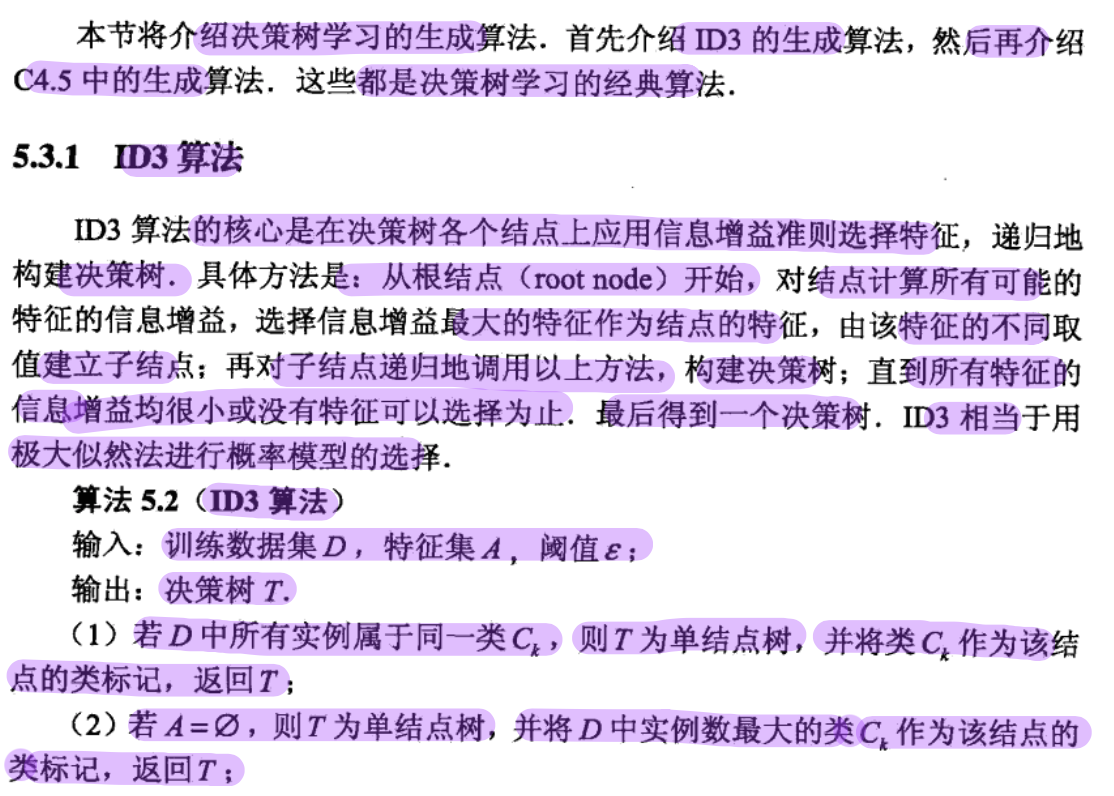 本节将介绍决策树学习的生成算法．首先介绍 ID3 的生成算法，然后再介绍
C4.5 中的生成算法．这些都是决策树学习的经典算法．
5.3.1 ID3 算法
ID3 算法的核心是在决策树各个结点上应用信息增益准则选择特征，递归地
构建决策树．具体方法是：从根结点（root node）开始，对结点计算所有可能的
特征的信息增益，选择信息增益最大的特征作为结点的特征，由该特征的不同取
值建立子结点；再对子结点递归地调用以上方法，构建决策树；直到所有特征的
信息增益均很小或没有特征可以选择为止．最后得到一个决策树．ID3 相当于用
极大似然法进行概率模型的选择．
算法 5.2（ID3 算法）
输入：训练数据集 D，特征集 A，阈值 ε；
输出：决策树 T．
（1）若 D 中所有实例属于同一类 Cₖ，则 T 为单结点树，并将类 Cₖ 作为该结
点的类标记，返回 T；
（2）若 A=∅，则 T 为单结点树，并将 D 中实例数最大的类 Cₖ 作为该结点的
类标记，返回 T；